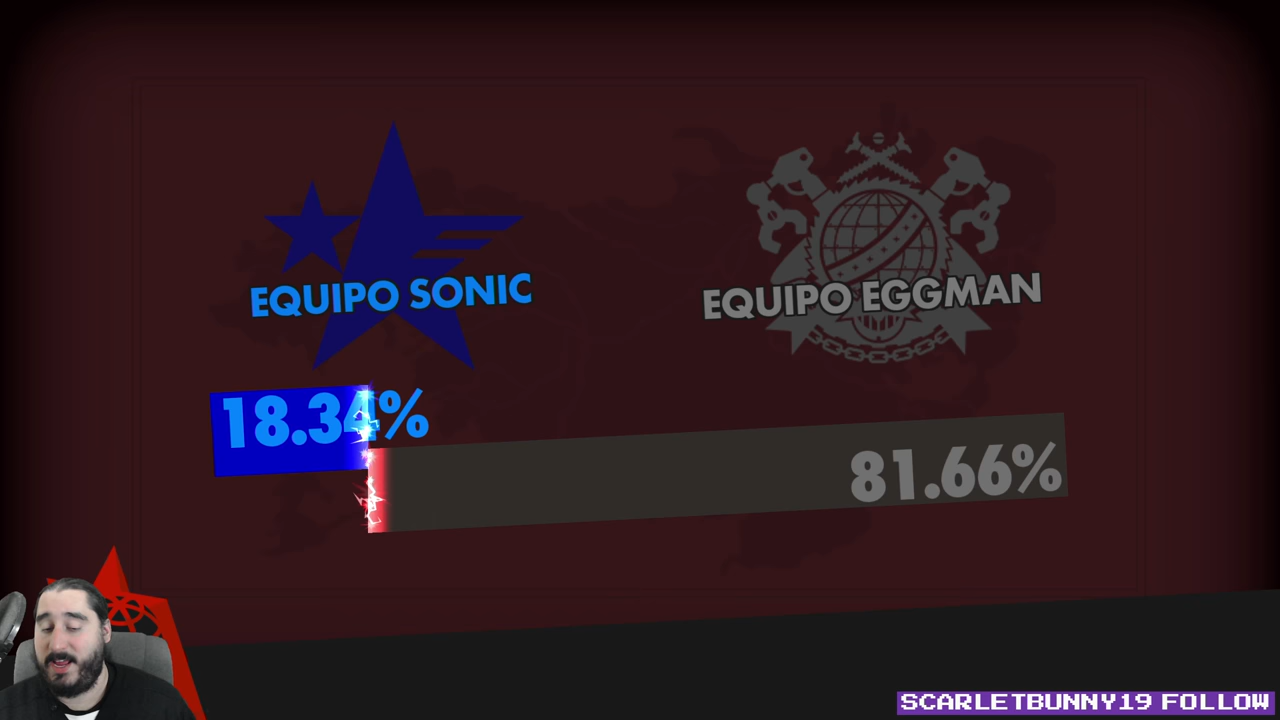 EQUIPO SONIC
EQUIPO EGGMAN
18.34%
81.66%
SCARLETBUNNY19 FOLLOW